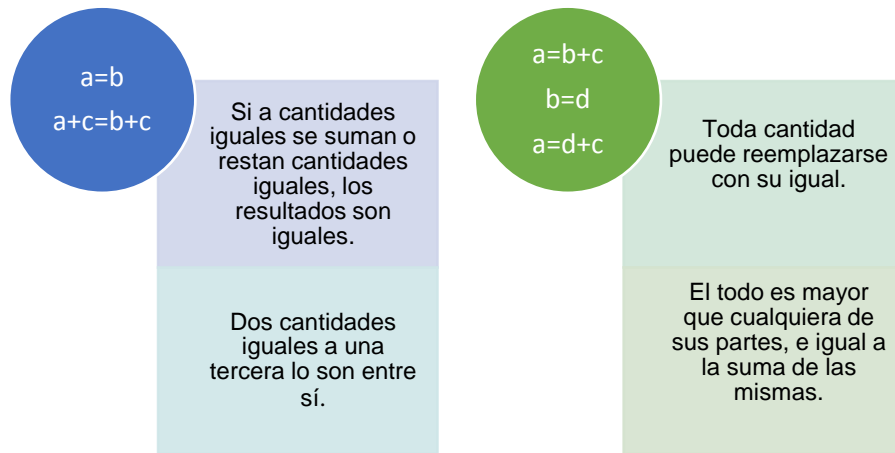 a=b
a+c=b+c
Si a cantidades
iguales se suman o
restan cantidades
iguales, los
resultados son
iguales.
Dos cantidades
iguales a una
tercera lo son entre
sí.
a=b+c
b=d
a=d+c
Toda cantidad
puede reemplazarse
con su igual.
El todo es mayor
que cualquiera de
sus partes, e igual a
la suma de las
mismas.